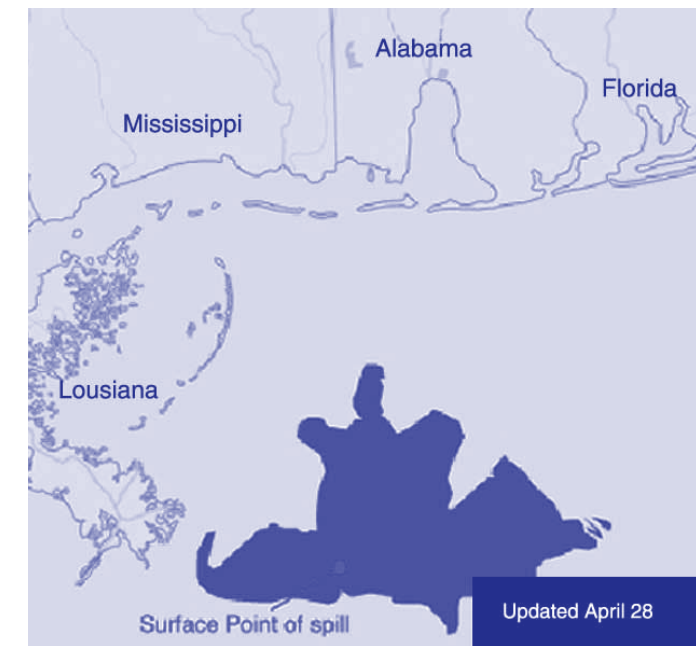 Alabama
Florida
Mississippi
Lousiana
Updated April 28
Surface Point of spill